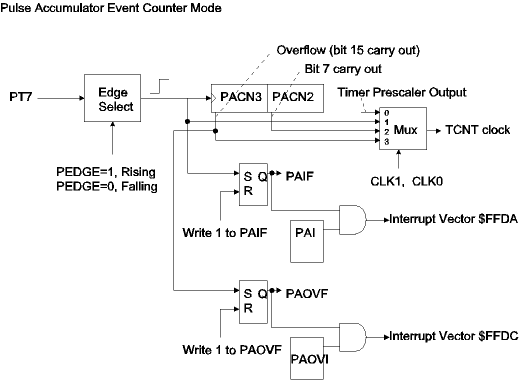 Pulse Accumulator Event Counter Mode
Overflow (bit 15 carry out)
Bit 7 carry out
PT7
Edge
Select
PACN3
PACN2
Timer Prescaler Output
0
1
2
3
Mux
TCNT clock
PEDGE=1, Rising
PEDGE=0, Falling
CLK1, CLK0
S Q
R
PAIF
Write 1 to PAIF
PAI
Interrupt Vector $FFDA
S Q
R
PAOVF
Write 1 to PAOVF
PAOVI
Interrupt Vector $FFDC